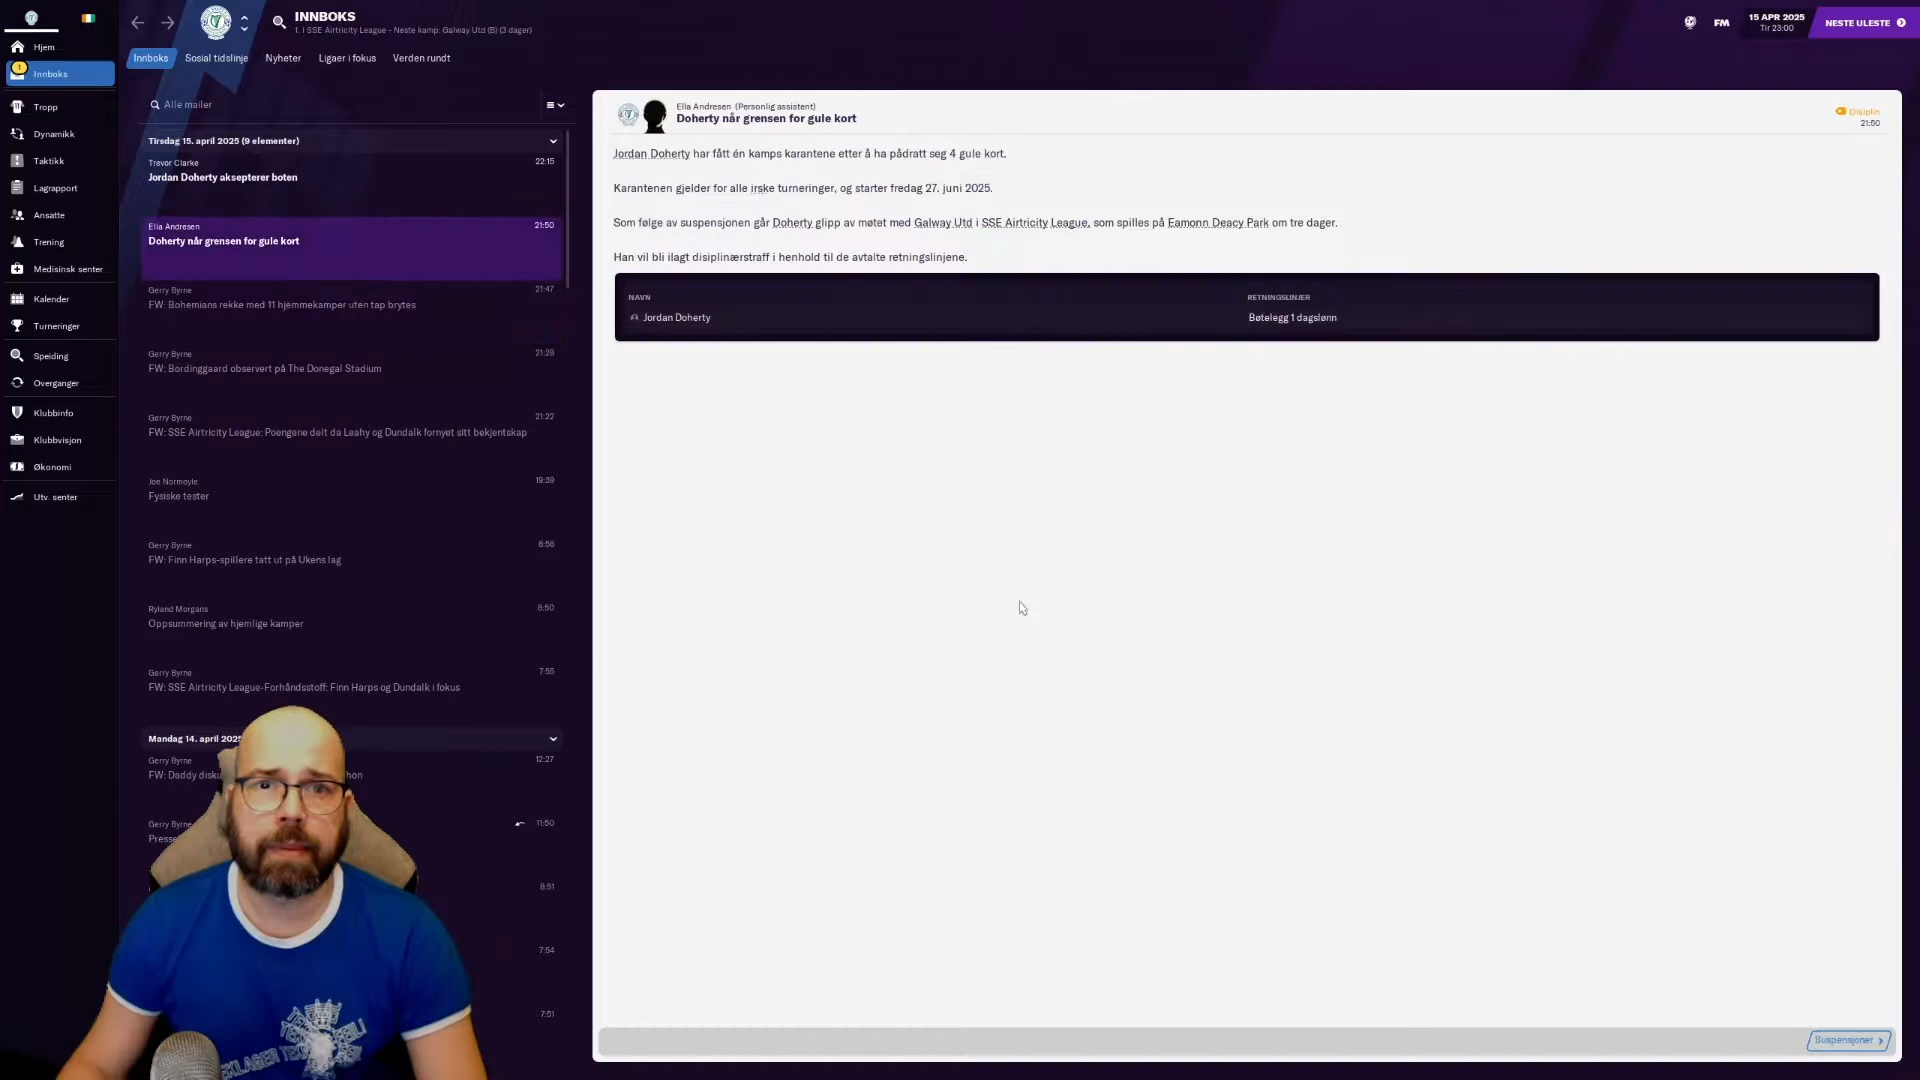 INNBOKS
1. i SSE Airtricity League - Neste kamp: Galway Utd (B) (3 dager)
FM
15 APR 2025
Tir 23:00
NESTE ULESTE
Innboks
Sosial tidslinje
Nyheter
Ligaer i fokus
Verden rundt
Hjem
1
Innboks
Tropp
Dynamikk
Taktikk
Lagrapport
Ansatte
Trening
Medisinsk senter
Kalender
Turneringer
Speiding
Overganger
Klubbinfo
Klubbvisjon
Økonomi
Utv. senter
Alle mailer
Tirsdag 15. april 2025 (9 elementer)
Trevor Clarke 22:15
Jordan Doherty aksepterer boten
Ella Andresen 21:50
Doherty når grensen for gule kort
Gerry Byrne 21:47
FW: Bohemians rekke med 11 hjemmekamper uten tap brytes
Gerry Byrne 21:28
FW: Bordinggaard observert på The Donegal Stadium
Gerry Byrne 21:22
FW: SSE Airtricity League: Poengene delt da Leahy og Dundalk fornyet sitt bekjentskap
Joe Normoyle 19:39
Fysiske tester
Gerry Byrne 8:56
FW: Finn Harps-spillere tatt ut på Ukens lag
Ryland Morgans 8:50
Oppsummering av hjemlige kamper
Gerry Byrne 7:55
FW: SSE Airtricity League-Forhåndsstoff: Finn Harps og Dundalk i fokus
Mandag 14. april 202
Gerry Byrne 12:27
FW: Daddy disku hon
Gerry Byrne 11:50
Presse
8:51
7:54
7:51
Ella Andresen (Personlig assistent)
Doherty når grensen for gule kort
Disiplin
21:50
Jordan Doherty har fått én kamps karantene etter å ha pådratt seg 4 gule kort.
Karantenen gjelder for alle irske turneringer, og starter fredag 27. juni 2025.
Som følge av suspensjonen går Doherty glipp av møtet med Galway Utd i SSE Airtricity League, som spilles på Eamonn Deacy Park om tre dager.
Han vil bli ilagt disiplinærstraff i henhold til de avtalte retningslinjene.
NAVN RETNINGSLINJER
Jordan Doherty Bøtelegg 1 dagslønn
Suspensjoner